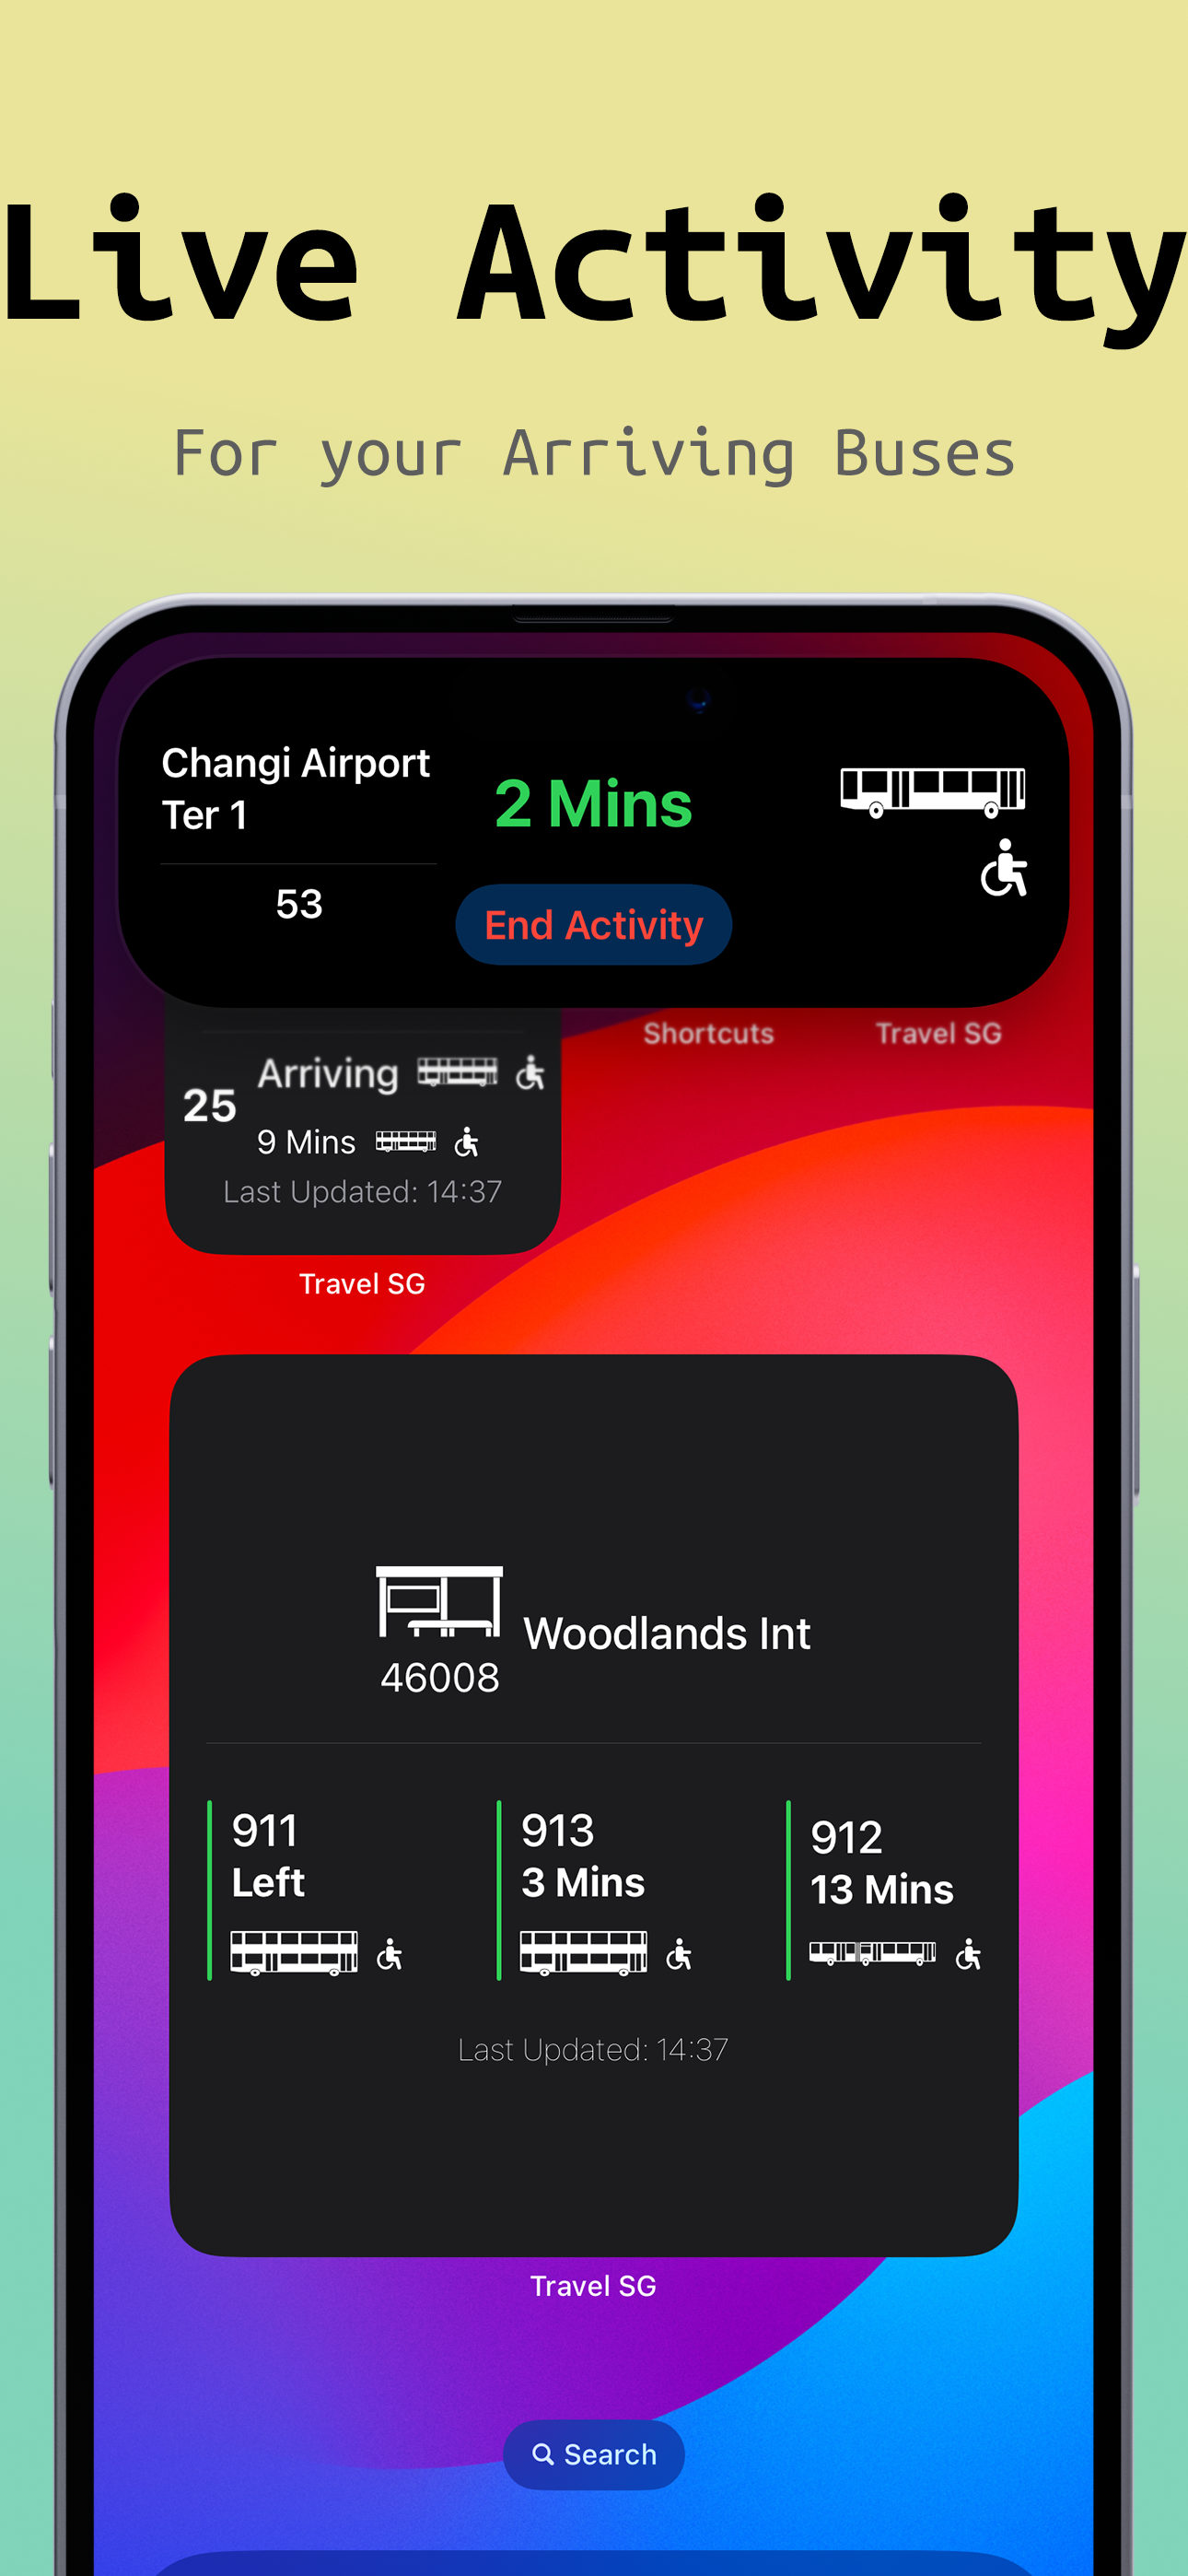 Live Activity
For your Arriving Buses
Changi Airport
Ter 1
53
2 Mins
End Activity
Shortcuts
Travel SG
25
Arriving
9 Mins
Last Updated: 14:37
Travel SG
46008
Woodlands Int
911
Left
913
3 Mins
912
13 Mins
Last Updated: 14:37
Travel SG
Search